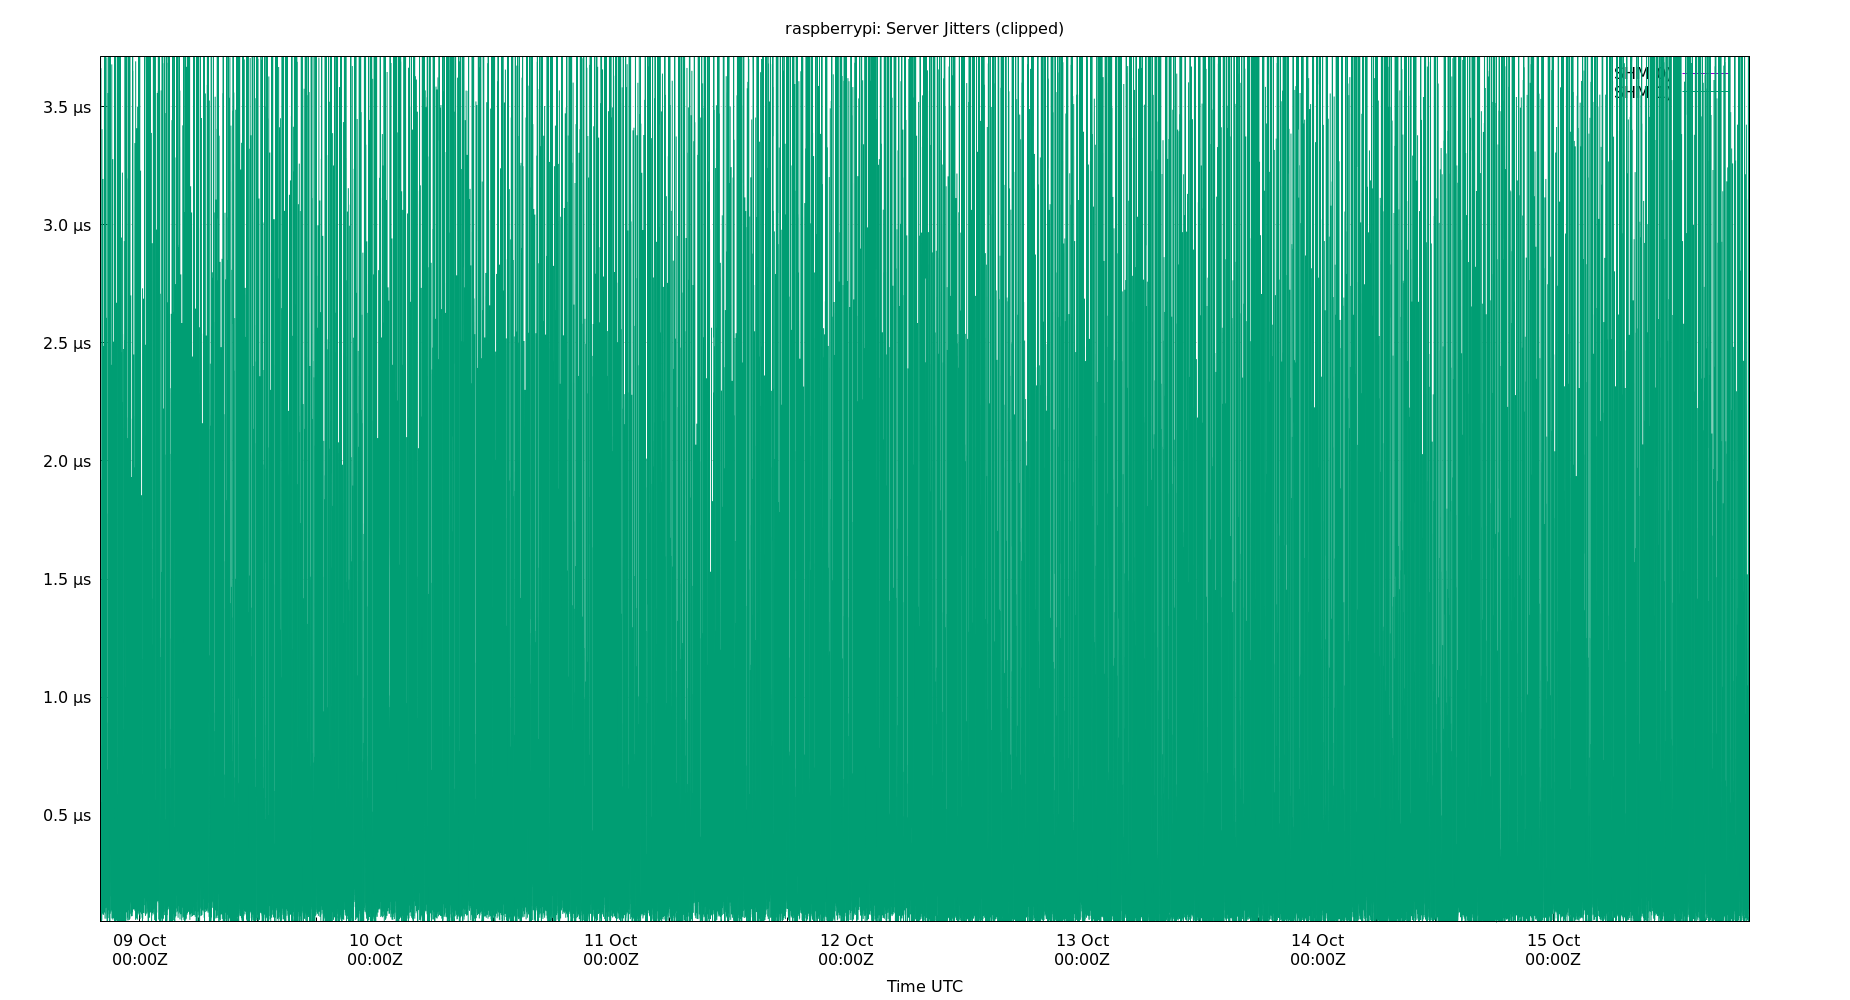 raspberrypi: Server Jitters (clipped)
3.5 µs
3.0 µs
2.5 µs
2.0 µs
1.5 µs
1.0 µs
0.5 µs
09 Oct 10 Oct 11 Oct 12 Oct 13 Oct 14 Oct 15 Oct
00:00Z 00:00Z 00:00Z 00:00Z 00:00Z 00:00Z 00:00Z
Time UTC